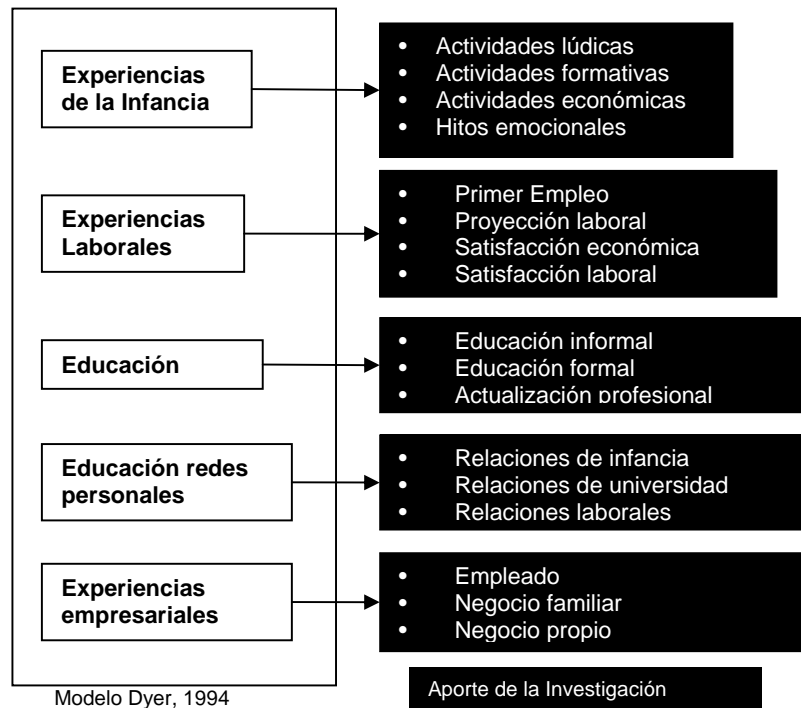 Experiencias
de la Infancia
• Actividades lúdicas
• Actividades formativas
• Actividades económicas
• Hitos emocionales
Experiencias
Laborales
• Primer Empleo
• Proyección laboral
• Satisfacción económica
• Satisfacción laboral
Educación
• Educación informal
• Educación formal
• Actualización profesional
Educación redes
personales
• Relaciones de infancia
• Relaciones de universidad
• Relaciones laborales
Experiencias
empresariales
• Empleado
• Negocio familiar
• Negocio propio
Modelo Dyer, 1994
Aporte de la Investigación